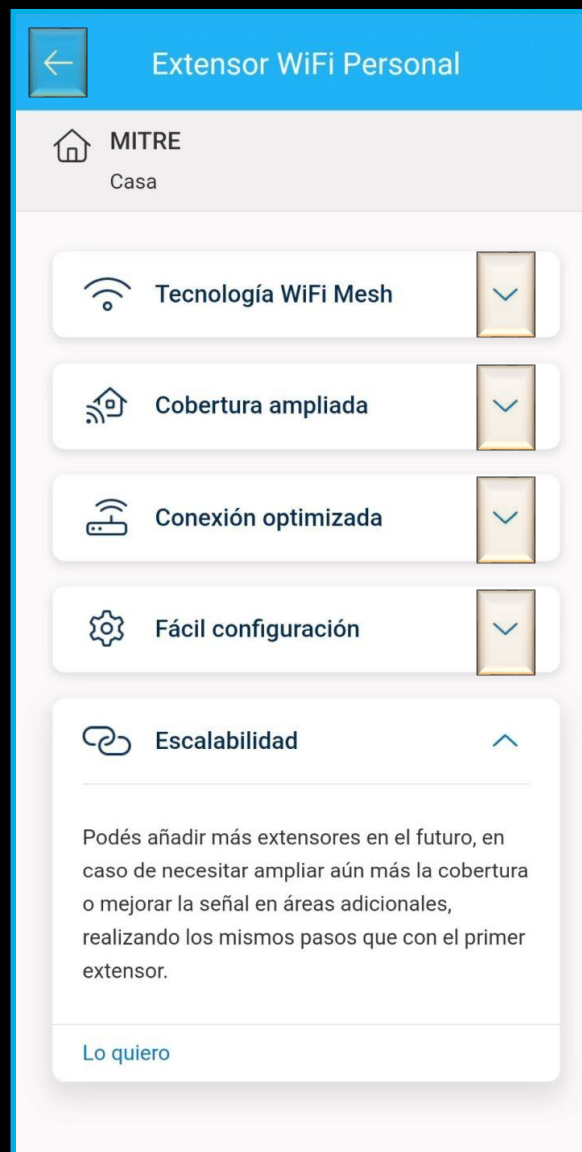 Extensor WiFi Personal
MITRE
Casa
Tecnología WiFi Mesh
Cobertura ampliada
Conexión optimizada
Fácil configuración
Escalabilidad
Podés añadir más extensores en el futuro, en
caso de necesitar ampliar aún más la cobertura
o mejorar la señal en áreas adicionales,
realizando los mismos pasos que con el primer
extensor.
Lo quiero